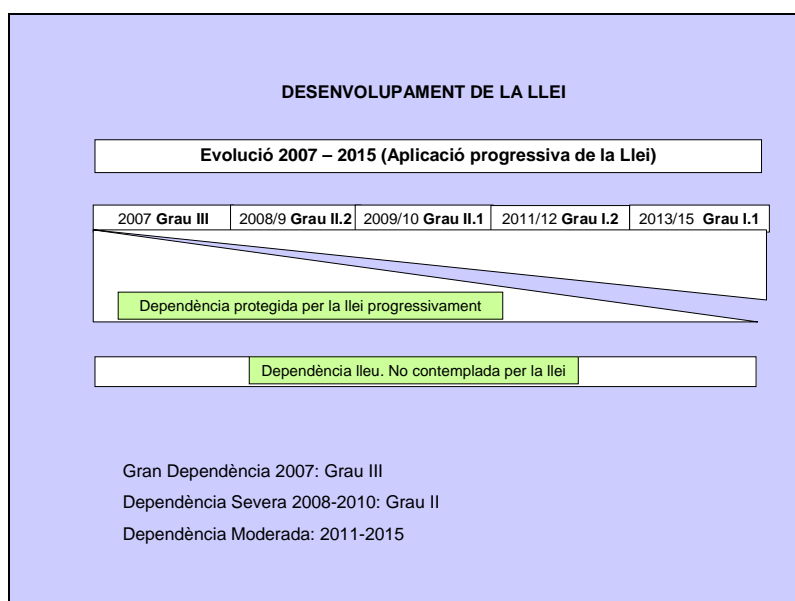 DESENVOLUPAMENT DE LA LLEI
Evolució 2007 – 2015 (Aplicació progressiva de la Llei)
2007 Grau III 2008/9 Grau II.2 2009/10 Grau II.1 2011/12 Grau I.2 2013/15 Grau I.1
Dependència protegida per la llei progressivament
Dependència lleu. No contemplada per la llei
Gran Dependència 2007: Grau III
Dependència Severa 2008-2010: Grau II
Dependència Moderada: 2011-2015